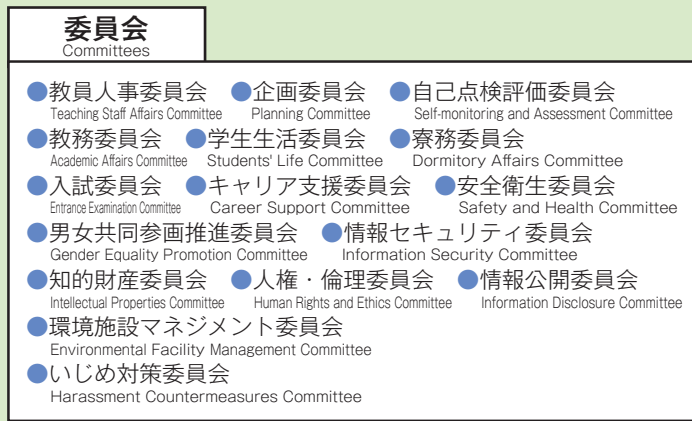 委員会
Committees
●教員人事委員会 ●企画委員会 ●自己点検評価委員会
Teaching Staff Affairs Committee Planning Committee Self-monitoring and Assessment Committee
●教務委員会 ●学生生活委員会 ●寮務委員会
Academic Affairs Committee Students' Life Committee Dormitory Affairs Committee
●入試委員会 ●キャリア支援委員会 ●安全衛生委員会
Entrance Examination Committee Career Support Committee Safety and Health Committee
●男女共同参画推進委員会 ●情報セキュリティ委員会
Gender Equality Promotion Committee Information Security Committee
●知的財産委員会 ●人権・倫理委員会 ●情報公開委員会
Intellectual Properties Committee Human Rights and Ethics Committee Information Disclosure Committee
●環境施設マネジメント委員会
Environmental Facility Management Committee
●いじめ対策委員会
Harassment Countermeasures Committee